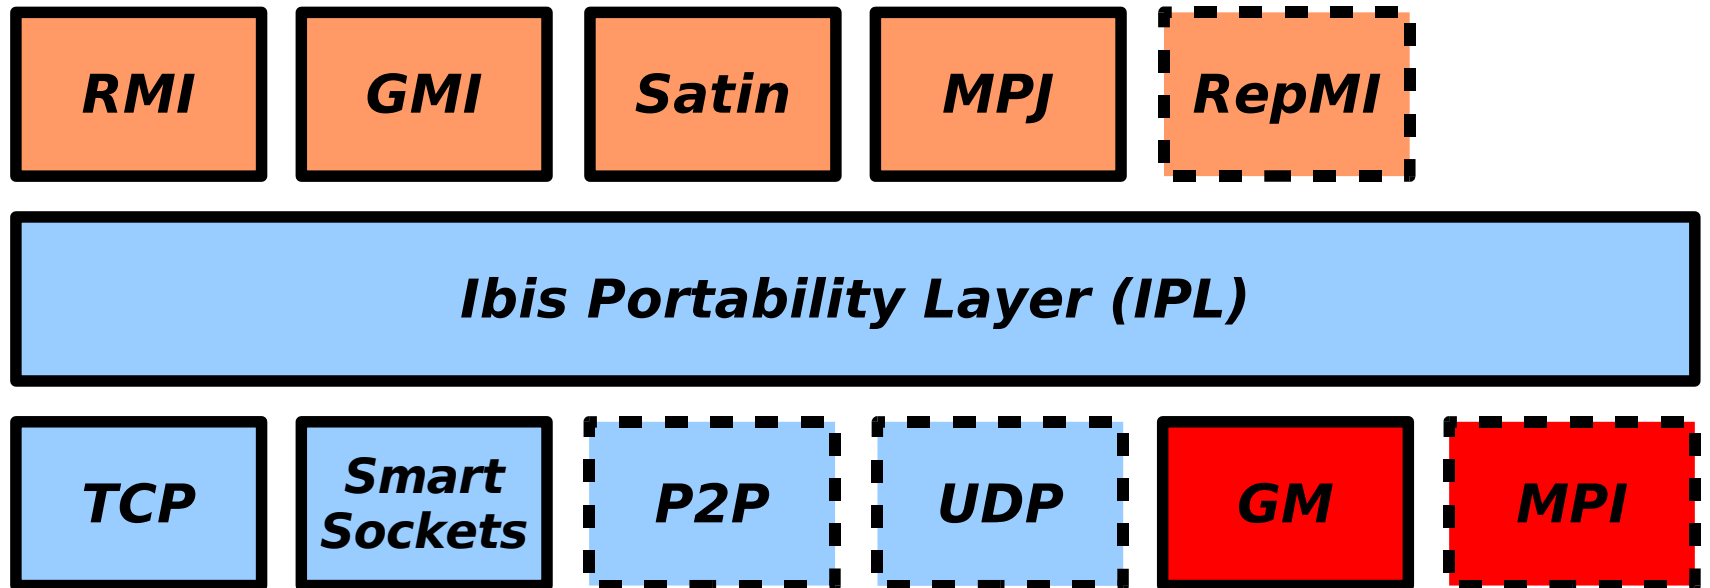 RMI
GMI
Satin
MPJ
RepMI
Ibis Portability Layer (IPL)
TCP
Smart
Sockets
P2P
UDP
GM
MPI